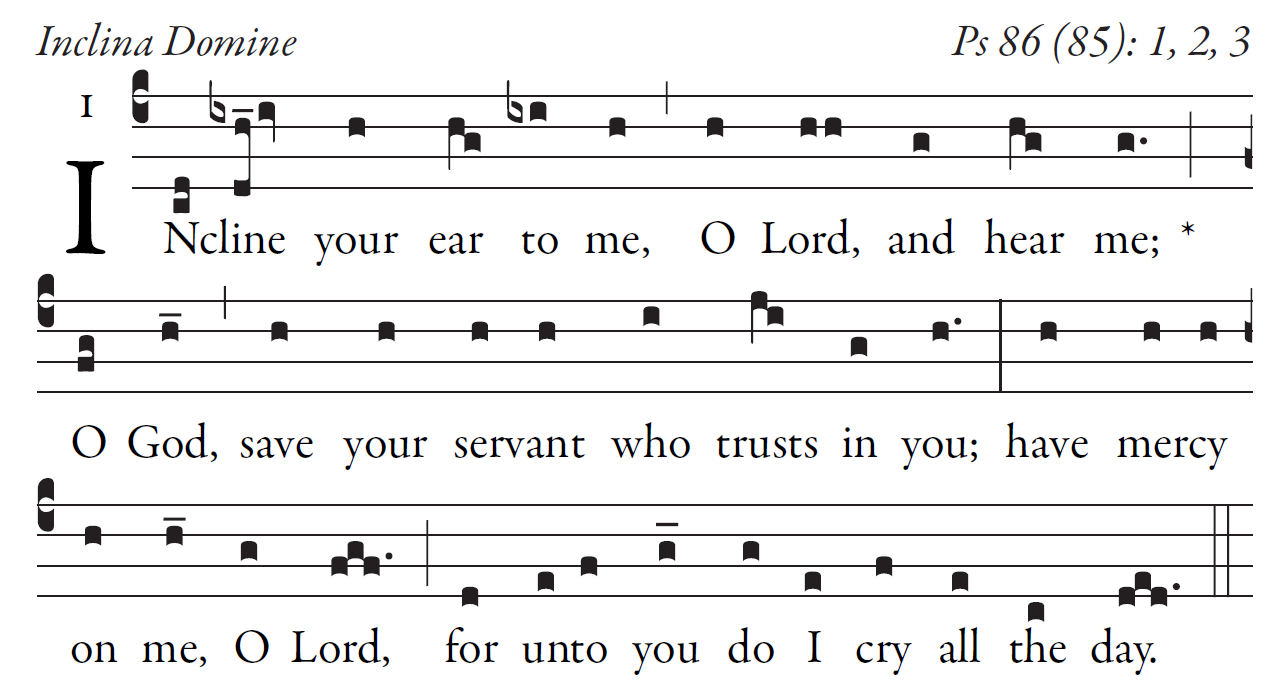 Inclina Domine Ps 86 (85): 1, 2, 3
I
INcline your ear to me, O Lord, and hear me; *
O God, save your servant who trusts in you; have mercy
on me, O Lord, for unto you do I cry all the day.